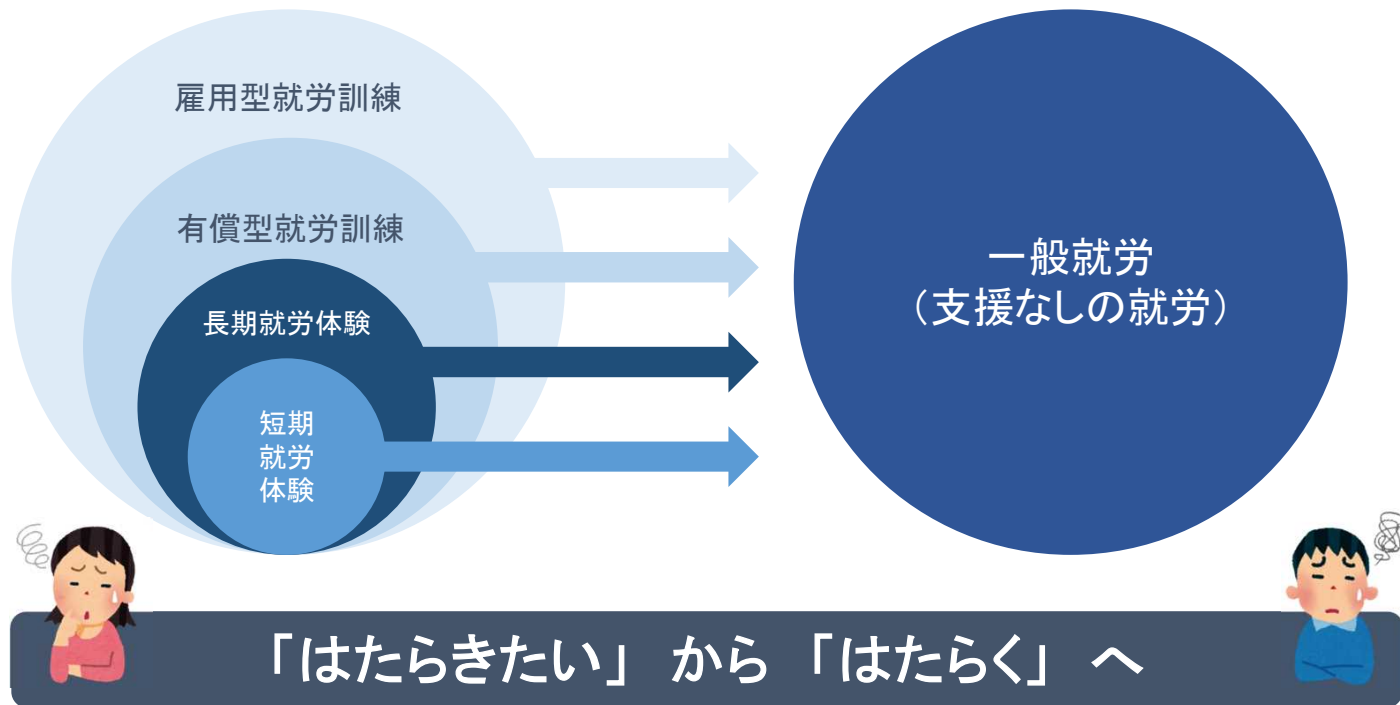 雇用型就労訓練
有償型就労訓練
長期就労体験
短期
就労
体験
一般就労
（支援なしの就労）
「はたらきたい」 から 「はたらく」 へ